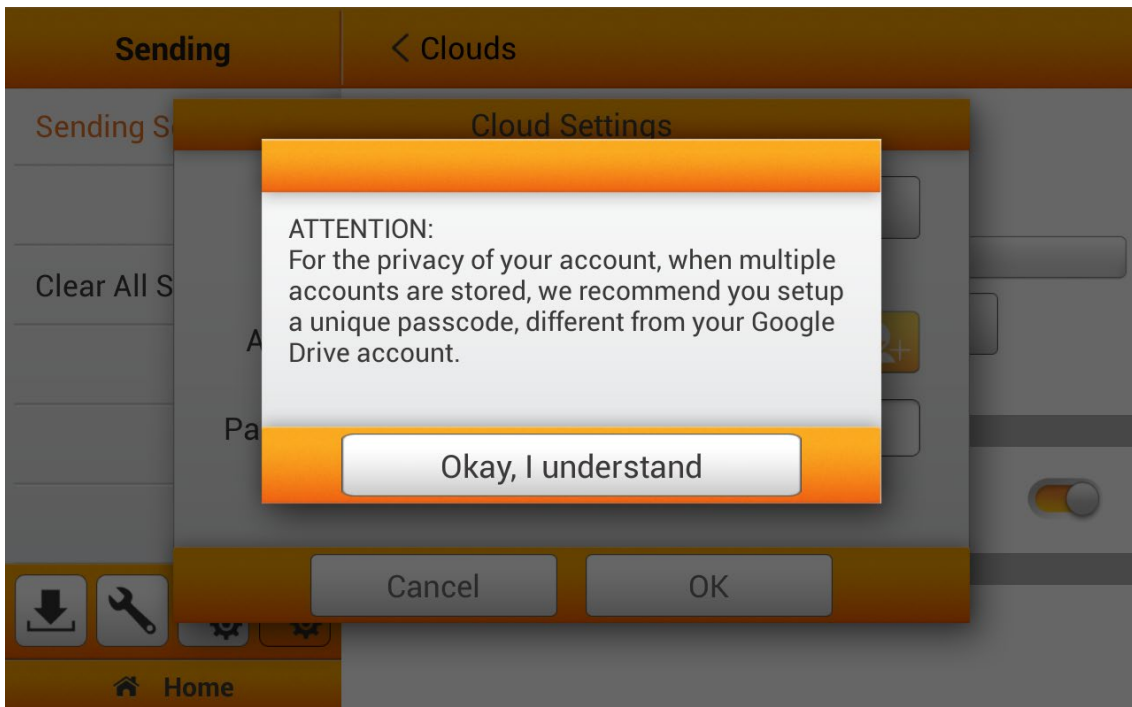 Sending
< Clouds
Sending S
Cloud Settings
ATTENTION:
For the privacy of your account, when multiple
accounts are stored, we recommend you setup
a unique passcode, different from your Google
Drive account.
Clear All S
A
Pa
Okay, I understand
Cancel
OK
Home